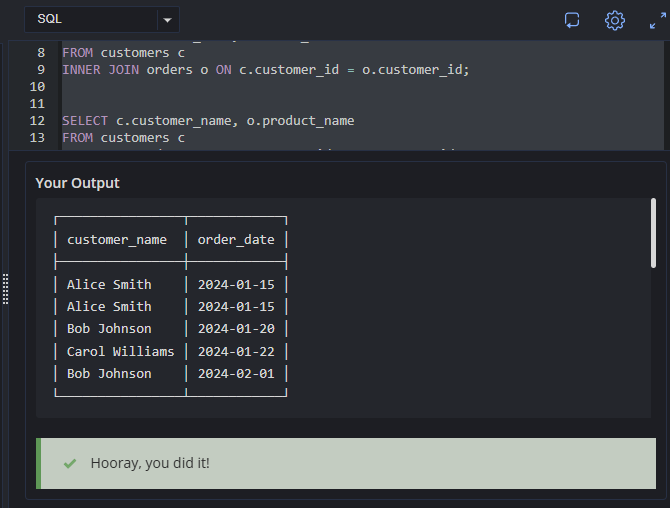 SQL
8 FROM customers c
9 INNER JOIN orders o ON c.customer_id = o.customer_id;
10
11
12 SELECT c.customer_name, o.product_name
13 FROM customers c
Your Output
customer_name order_date
Alice Smith 2024-01-15
Alice Smith 2024-01-15
Bob Johnson 2024-01-20
Carol Williams 2024-01-22
Bob Johnson 2024-02-01
Hooray, you did it!